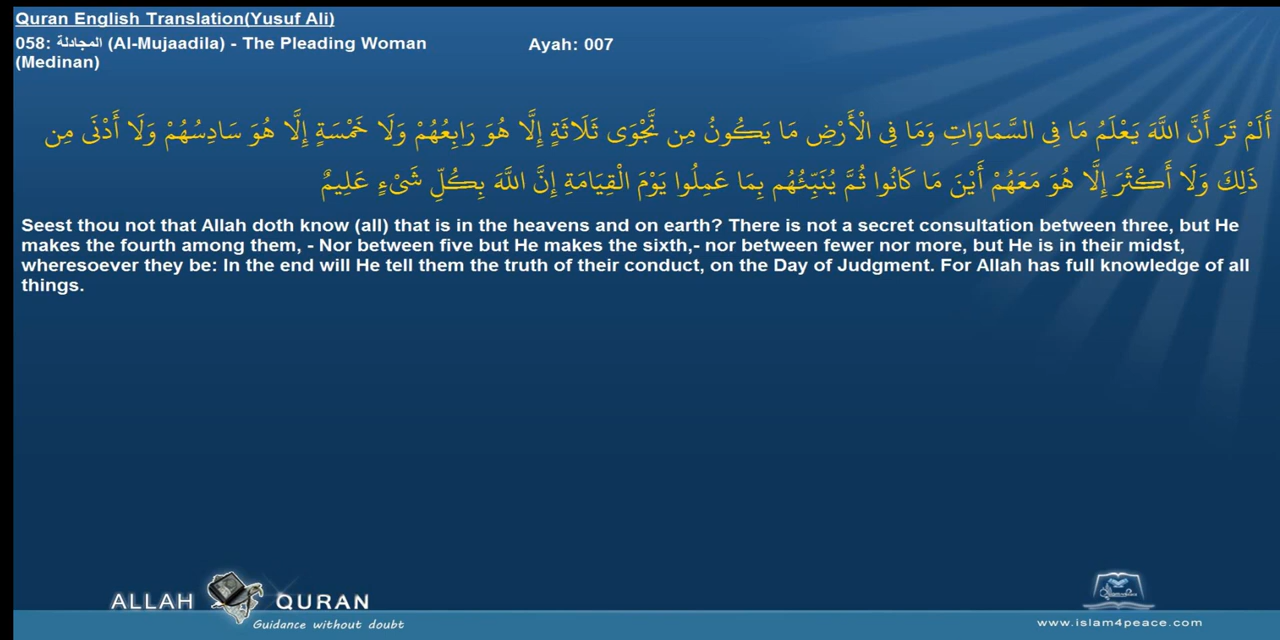 Quran English Translation(Yusuf Ali)
058: المجادلة (Al-Mujaadila) - The Pleading Woman
(Medinan)
Ayah: 007
أَلَمْ تَرَ أَنَّ اللَّهَ يَعْلَمُ مَا فِي السَّمَاوَاتِ وَمَا فِي الْأَرْضِ مَا يَكُونُ مِن نَّجْوَى ثَلَاثَةٍ إِلَّا هُوَ رَابِعُهُمْ وَلَا خَمْسَةٍ إِلَّا هُوَ سَادِسُهُمْ وَلَا أَدْنَى مِن
ذَلِكَ وَلَا أَكْثَرَ إِلَّا هُوَ مَعَهُمْ أَيْنَ مَا كَانُوا ثُمَّ يُنَبِّئُهُم بِمَا عَمِلُوا يَوْمَ الْقِيَامَةِ إِنَّ اللَّهَ بِكُلِّ شَيْءٍ عَلِيمٌ
Seest thou not that Allah doth know (all) that is in the heavens and on earth? There is not a secret consultation between three, but He
makes the fourth among them, - Nor between five but He makes the sixth,- nor between fewer nor more, but He is in their midst,
wheresoever they be: In the end will He tell them the truth of their conduct, on the Day of Judgment. For Allah has full knowledge of all
things.
ALLAH QURAN
Guidance without doubt
www.islam4peace.com